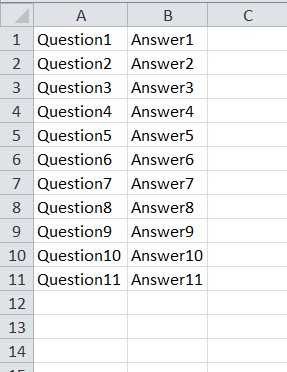 A B C
1 Question1 Answer1
2 Question2 Answer2
3 Question3 Answer3
4 Question4 Answer4
5 Question5 Answer5
6 Question6 Answer6
7 Question7 Answer7
8 Question8 Answer8
9 Question9 Answer9
10 Question10 Answer10
11 Question11 Answer11
12
13
14